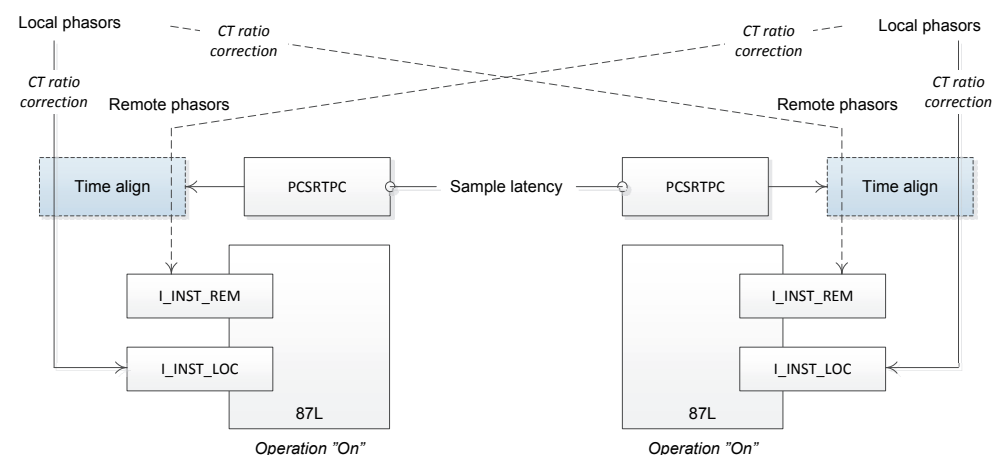 Local phasors
CT ratio
correction
CT ratio
correction
Local phasors
CT ratio
correction
Remote phasors
Remote phasors
CT ratio
correction
Time align
PCSRTPC
Sample latency
PCSRTPC
Time align
I_INST_REM
I_INST_REM
I_INST_LOC
I_INST_LOC
87L
87L
Operation ”On”
Operation ”On”